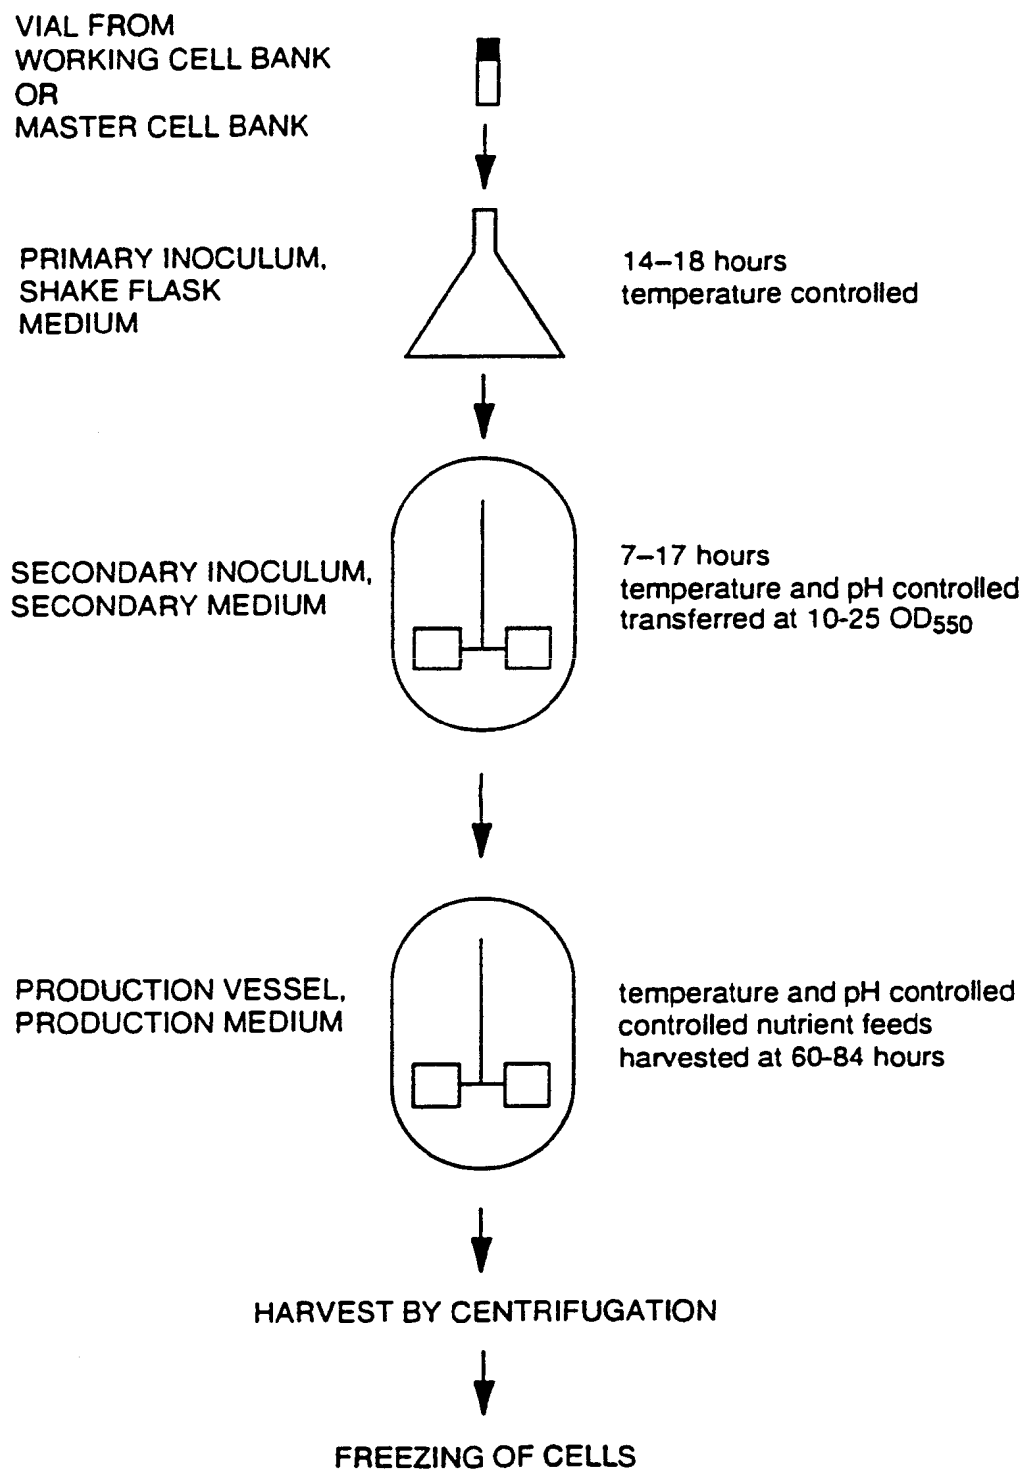 VIAL FROM
WORKING CELL BANK
OR
MASTER CELL BANK
PRIMARY INOCULUM,
SHAKE FLASK
MEDIUM
14–18 hours
temperature controlled
SECONDARY INOCULUM,
SECONDARY MEDIUM
7–17 hours
temperature and pH controlled
transferred at 10-25 OD550
PRODUCTION VESSEL,
PRODUCTION MEDIUM
temperature and pH controlled
controlled nutrient feeds
harvested at 60-84 hours
HARVEST BY CENTRIFUGATION
FREEZING OF CELLS